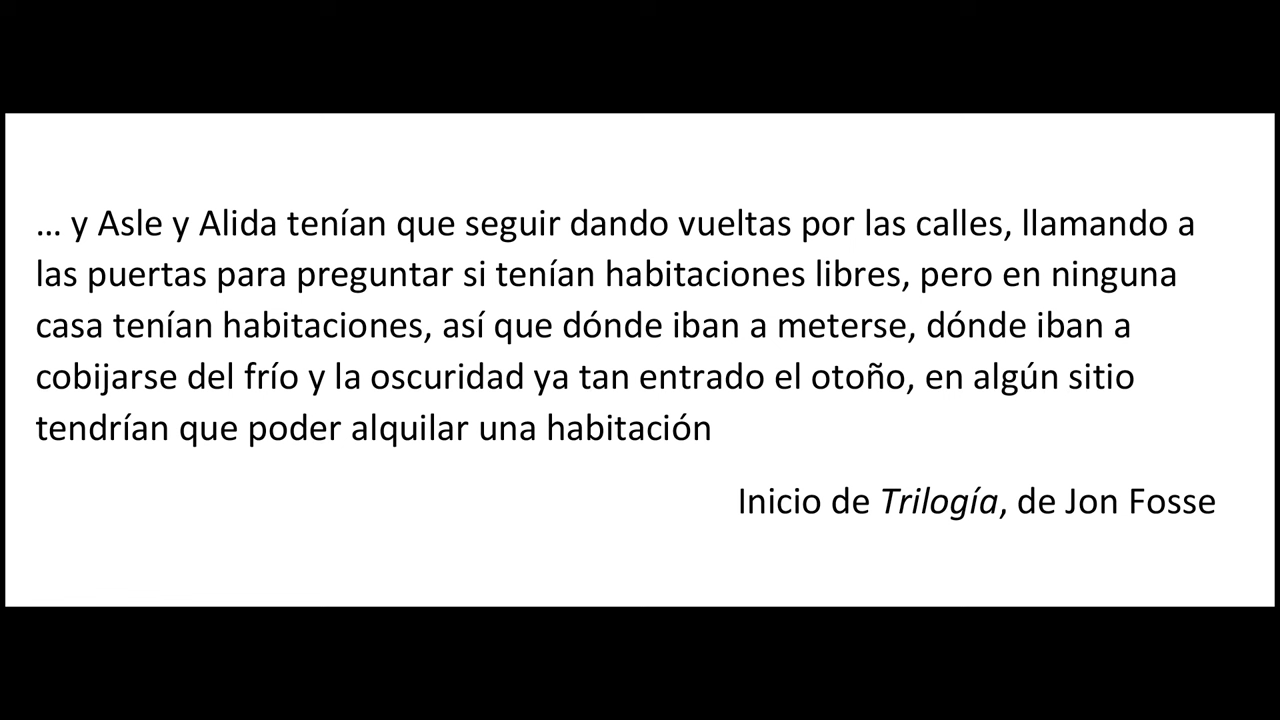 … y Asle y Alida tenían que seguir dando vueltas por las calles, llamando a
las puertas para preguntar si tenían habitaciones libres, pero en ninguna
casa tenían habitaciones, así que dónde iban a meterse, dónde iban a
cobijarse del frío y la oscuridad ya tan entrado el otoño, en algún sitio
tendrían que poder alquilar una habitación
Inicio de Trilogía, de Jon Fosse